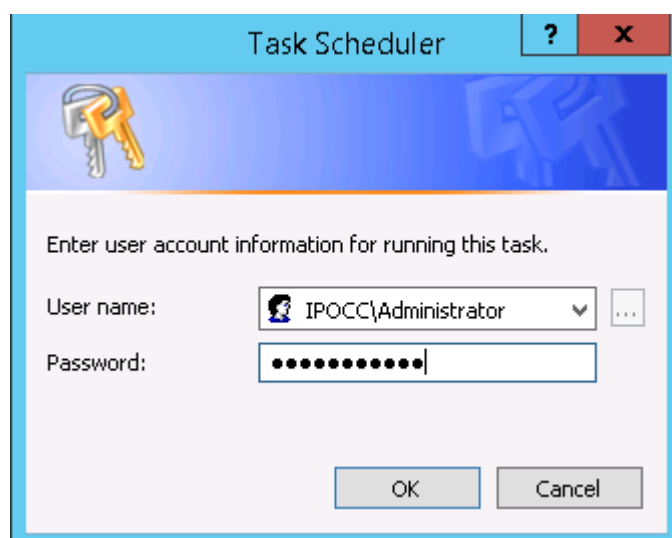 Task Scheduler
?
x
Enter user account information for running this task.
User name:
IPOCC\Administrator
...
Password:
●●●●●●●●●●●
OK
Cancel